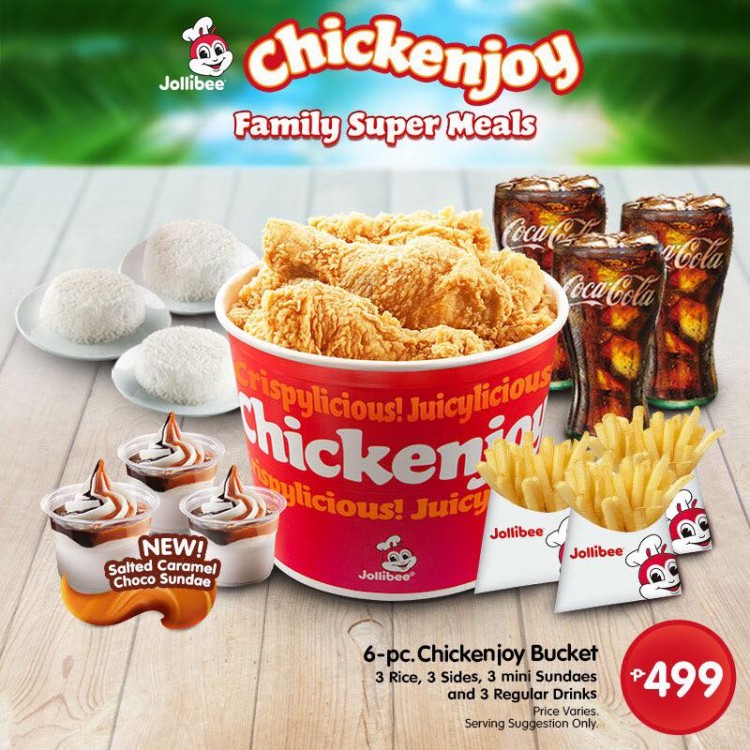 Jollibee
Chickenjoy
Family Super Meals
Coca-Cola
Coca-Cola
Coca-Cola
Crispylicious! Juicylicious
Chickenjoy
Crispylicious! Juicy
Jollibee
Jollibee
Jollibee
NEW!
Salted Caramel
Choco Sundae
6-pc. Chickenjoy Bucket
3 Rice, 3 Sides, 3 mini Sundaes
and 3 Regular Drinks
Price Varies.
Serving Suggestion Only.
₱499